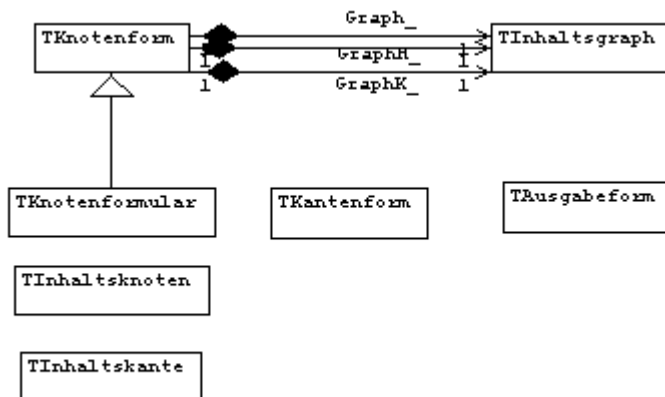 Graph_
TKnotenform
TInhaltsgraph
1 GraphH_ 1
1 GraphK_ 1
TKnotenformular
TKantenform
TAusgabeform
TInhaltsknoten
TInhaltskante